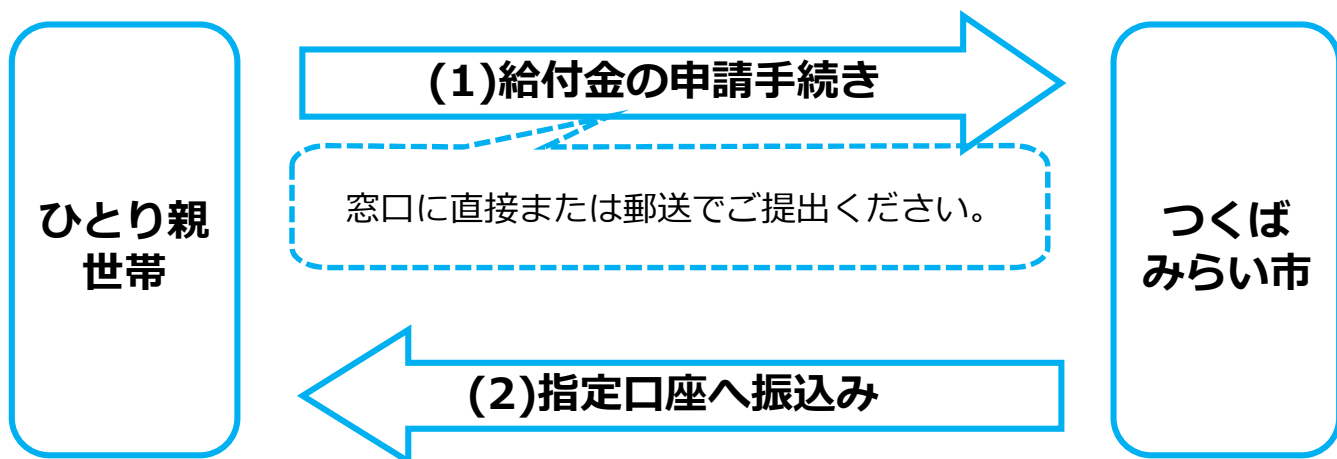 ひとり親
世帯
(1)給付金の申請手続き
窓口に直接または郵送でご提出ください。
(2)指定口座へ振込み
つくば
みらい市